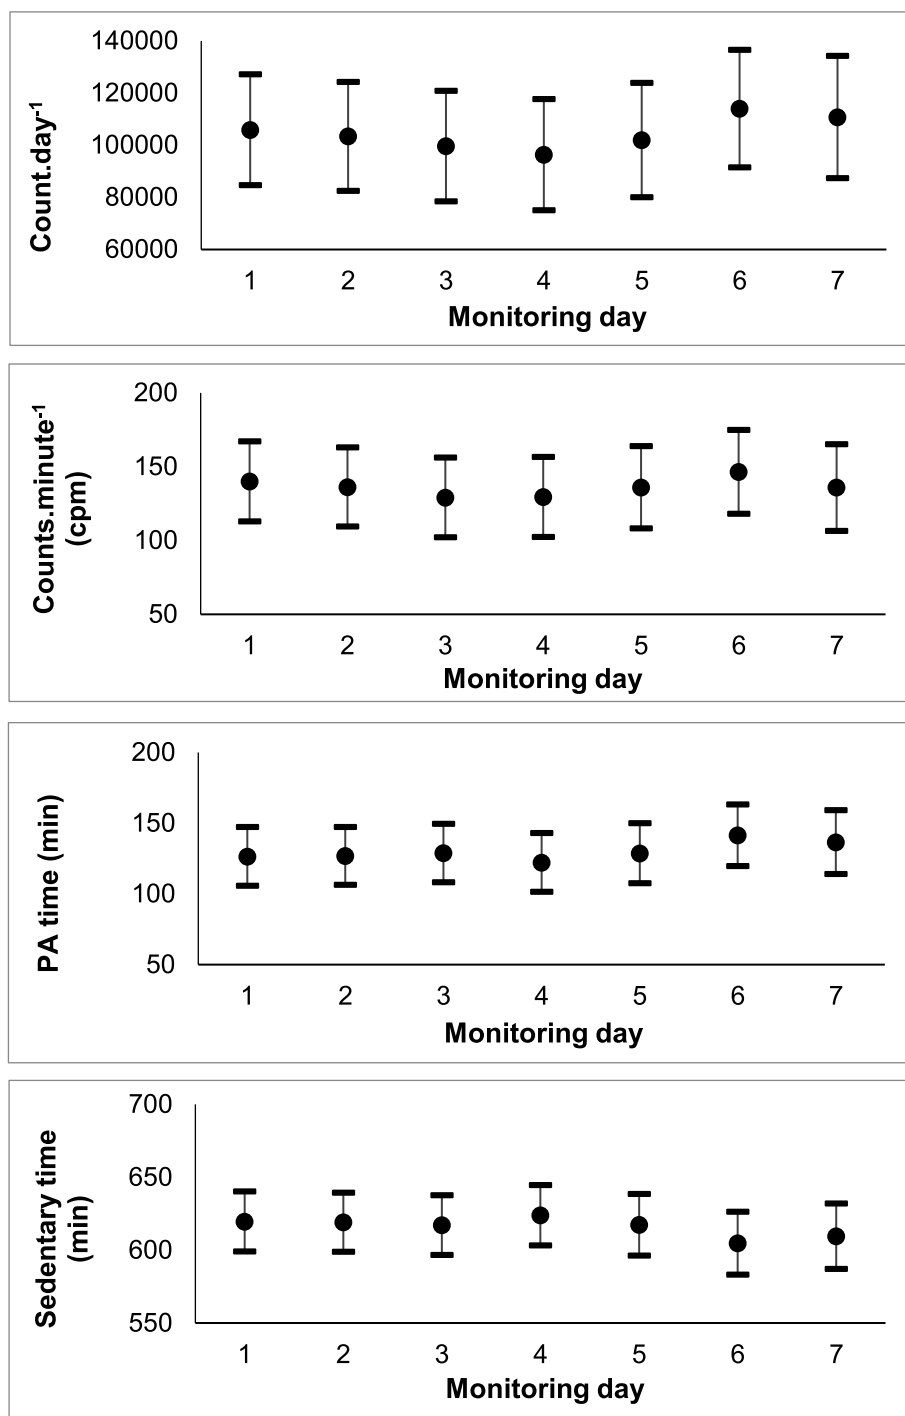 Count.day-1
140000
120000
100000
80000
60000
1 2 3 4 5 6 7
Monitoring day
Counts.minute-1
(cpm)
200
150
100
50
1 2 3 4 5 6 7
Monitoring day
PA time (min)
200
150
100
50
1 2 3 4 5 6 7
Monitoring day
Sedentary time
(min)
700
650
600
550
1 2 3 4 5 6 7
Monitoring day